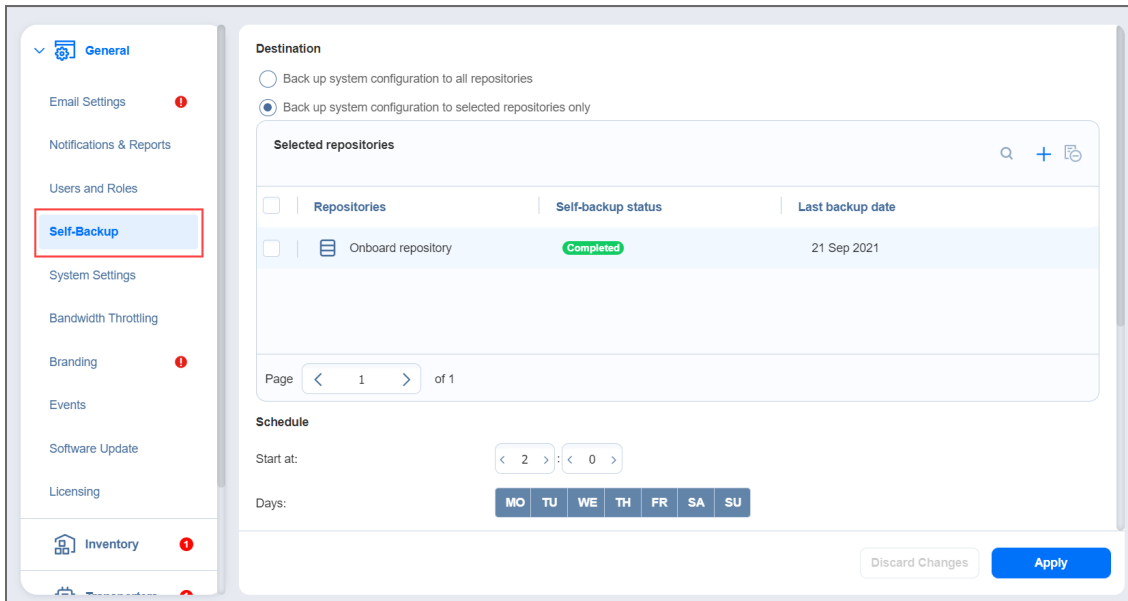 General
Email Settings
Notifications & Reports
Users and Roles
Self-Backup
System Settings
Bandwidth Throttling
Branding
Events
Software Update
Licensing
Inventory 1
Destination
Back up system configuration to all repositories
Back up system configuration to selected repositories only
Selected repositories
Repositories Self-backup status Last backup date
Onboard repository Completed 21 Sep 2021
Page 1 of 1
Schedule
Start at: 2 : 0
Days: MO TU WE TH FR SA SU
Discard Changes Apply